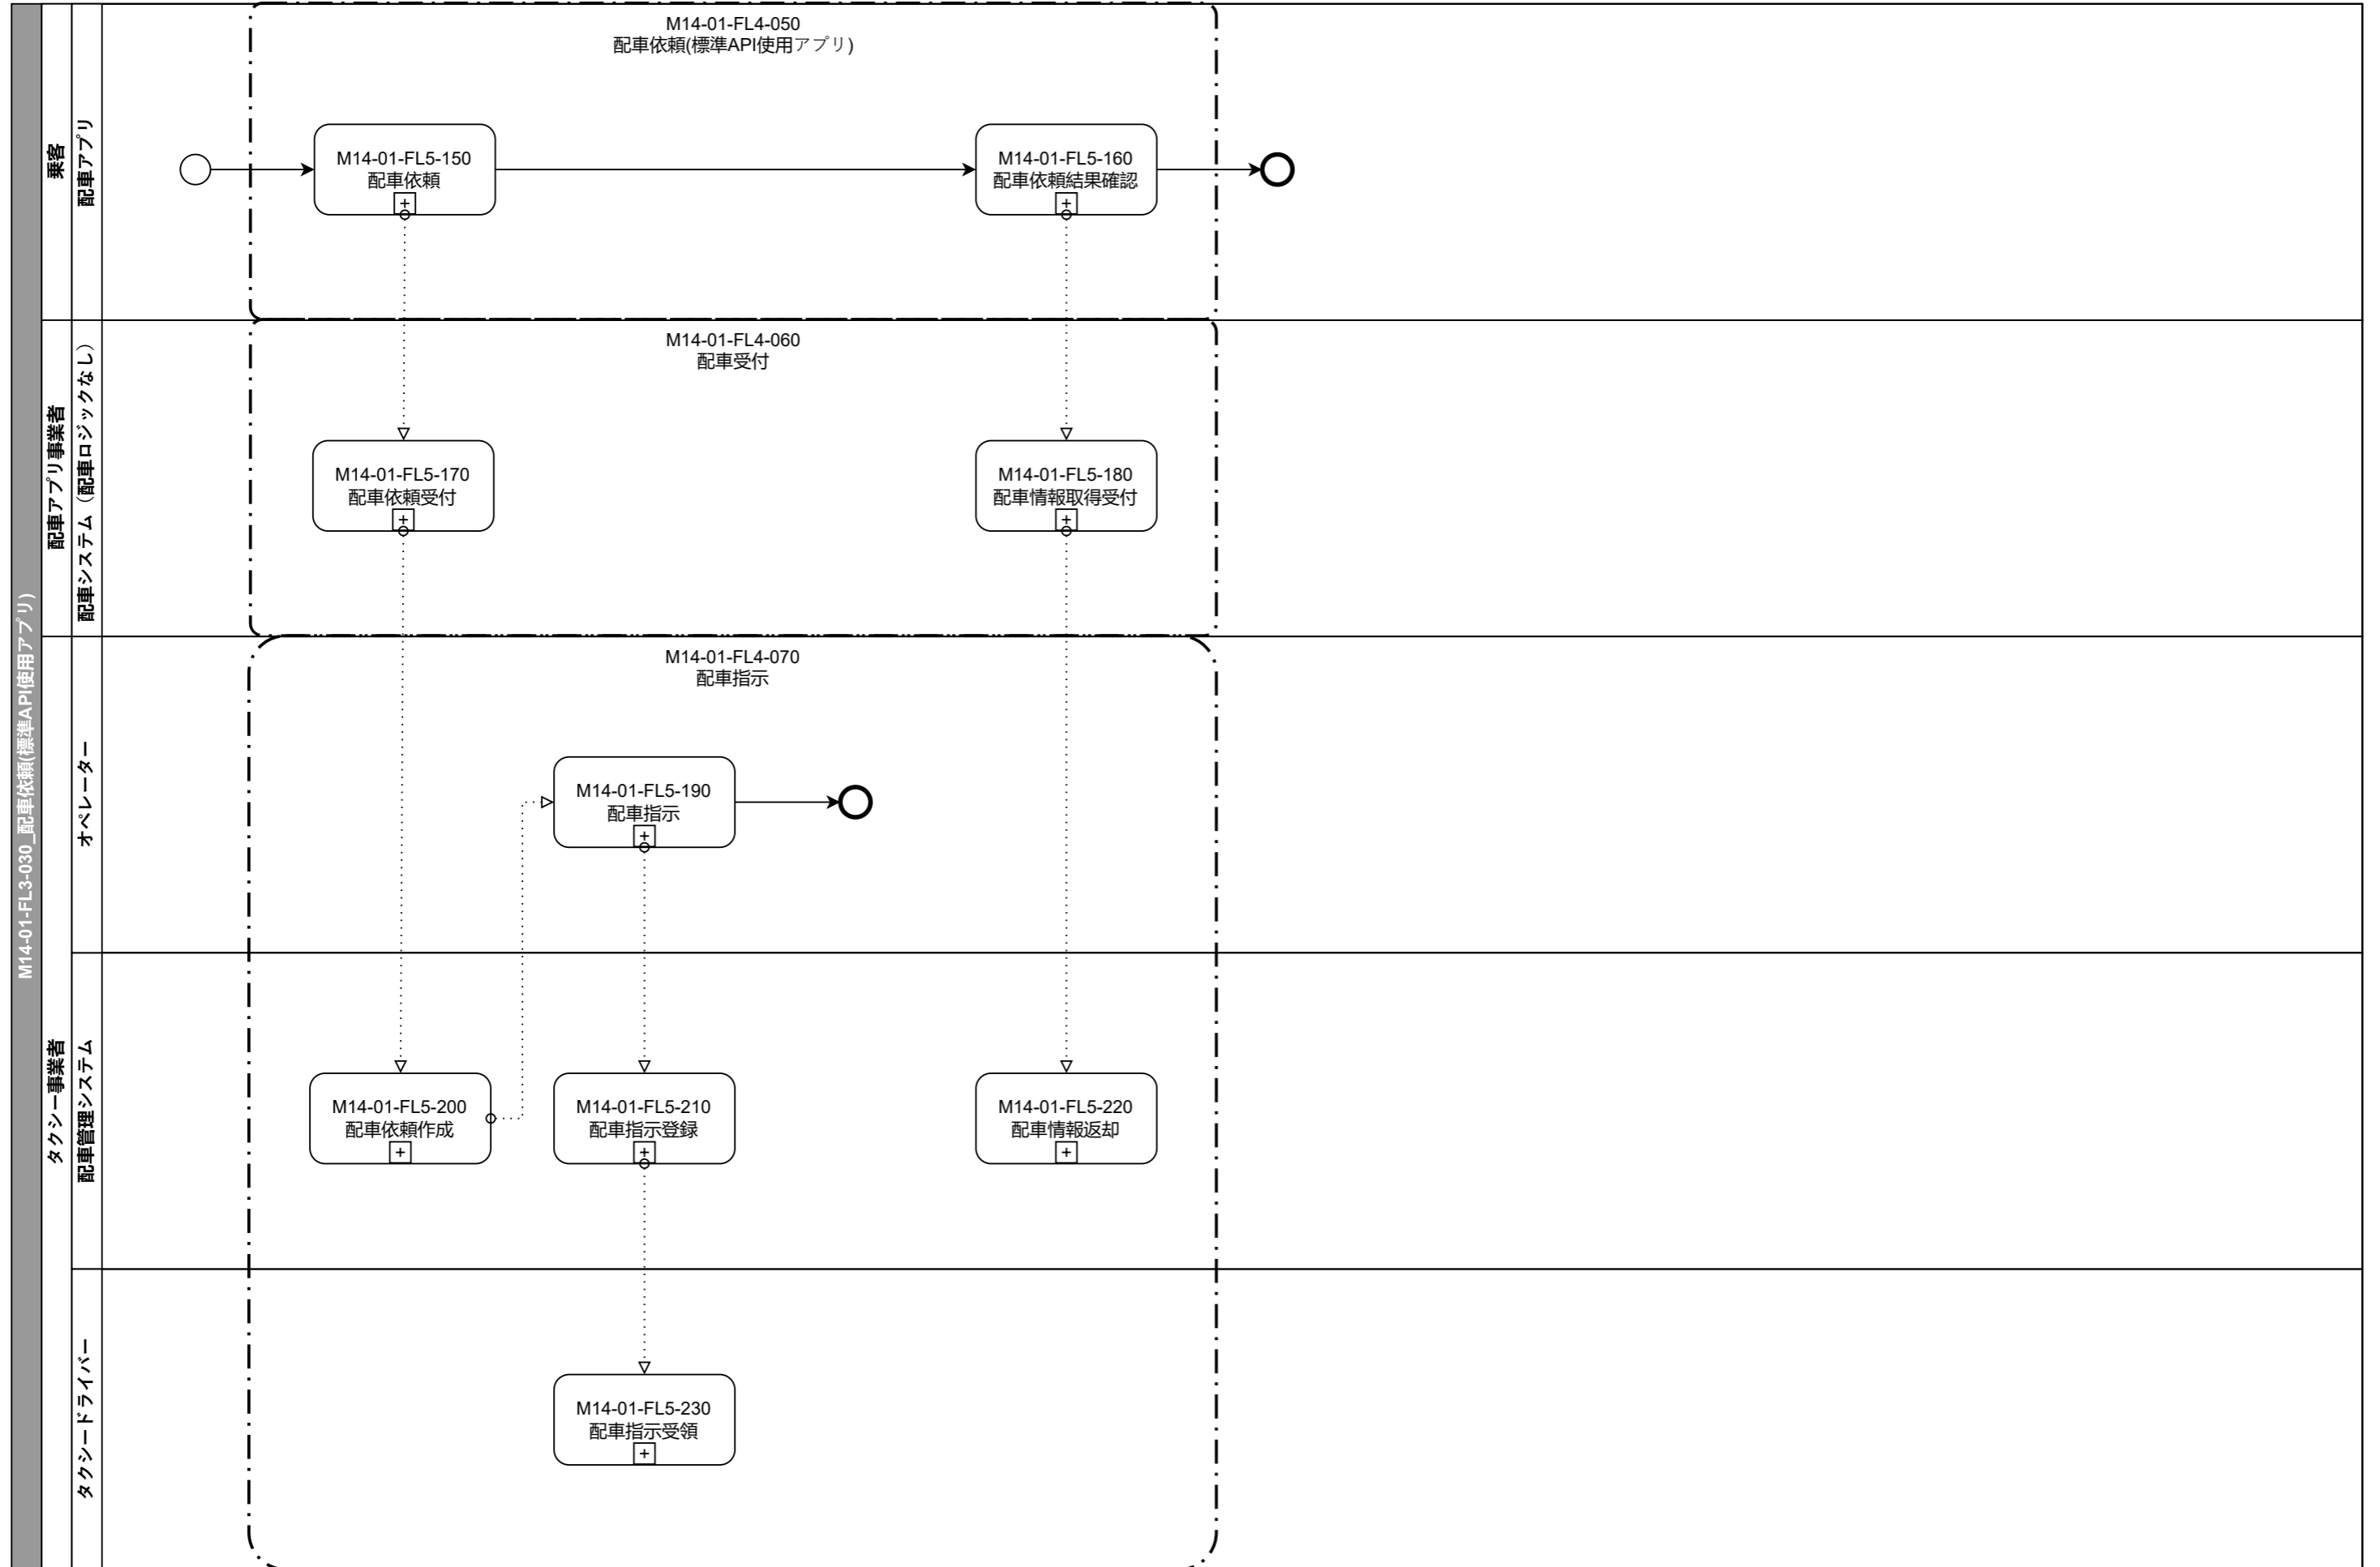 M14-01-FL3-030_配車依頼(標準API使用アプリ)
乗客
配車アプリ
M14-01-FL4-050
配車依頼(標準API使用アプリ)
M14-01-FL5-150
配車依頼
+
M14-01-FL5-160
配車依頼結果確認
+
配車アプリ事業者
配車システム（配車ロジックなし）
M14-01-FL4-060
配車受付
M14-01-FL5-170
配車依頼受付
+
M14-01-FL5-180
配車情報取得受付
+
タクシー事業者
オペレーター
M14-01-FL4-070
配車指示
M14-01-FL5-190
配車指示
+
配車管理システム
M14-01-FL5-200
配車依頼作成
+
M14-01-FL5-210
配車指示登録
+
M14-01-FL5-220
配車情報返却
+
タクシードライバー
M14-01-FL5-230
配車指示受領
+